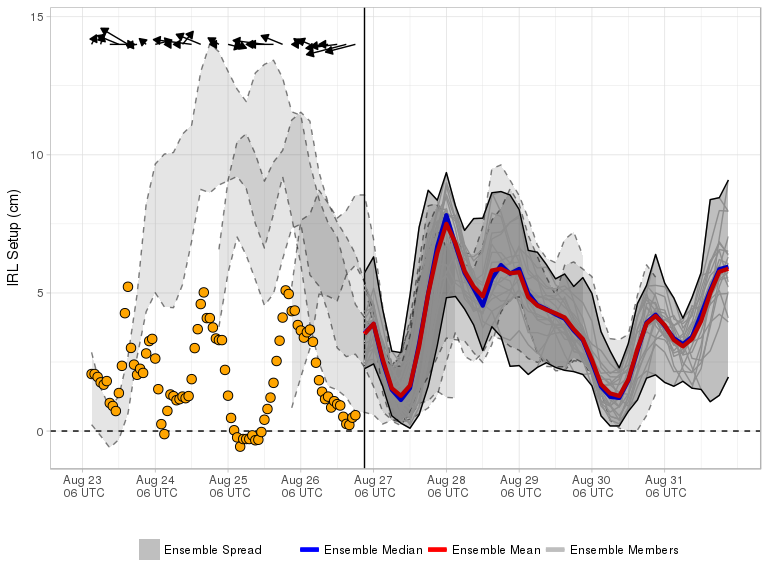 15
10
5
0
IRL Setup (cm)
Aug 23
06 UTC
Aug 24
06 UTC
Aug 25
06 UTC
Aug 26
06 UTC
Aug 27
06 UTC
Aug 28
06 UTC
Aug 29
06 UTC
Aug 30
06 UTC
Aug 31
06 UTC
Ensemble Spread
Ensemble Median
Ensemble Mean
Ensemble Members